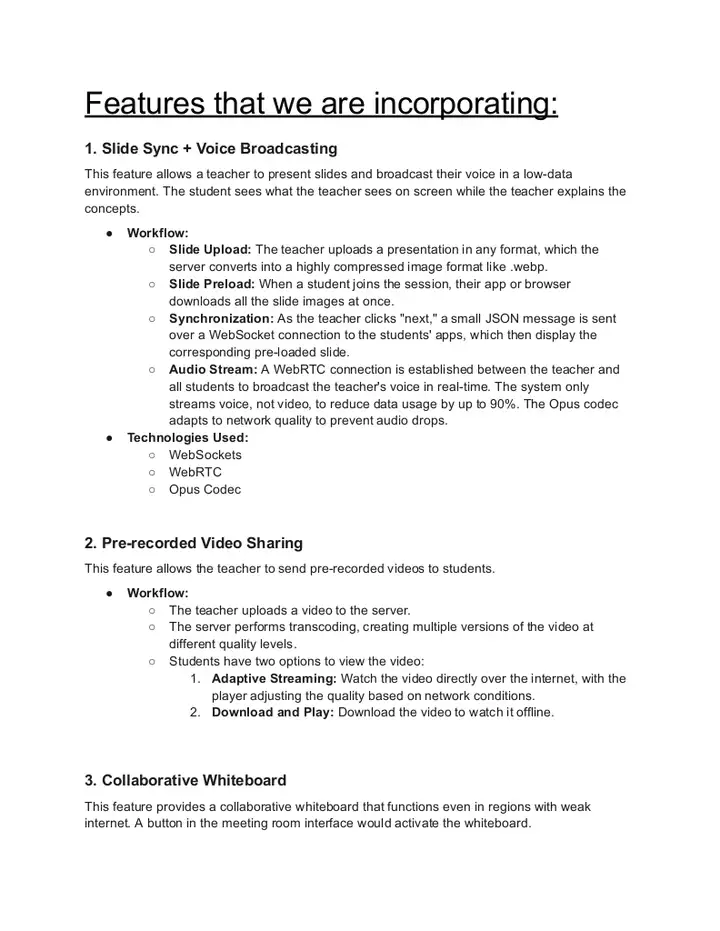 Features that we are incorporating:
1. Slide Sync + Voice Broadcasting
This feature allows a teacher to present slides and broadcast their voice in a low-data
environment. The student sees what the teacher sees on screen while the teacher explains the
concepts.
● Workflow:
○ Slide Upload: The teacher uploads a presentation in any format, which the
server converts into a highly compressed image format like .webp.
○ Slide Preload: When a student joins the session, their app or browser
downloads all the slide images at once.
○ Synchronization: As the teacher clicks "next," a small JSON message is sent
over a WebSocket connection to the students' apps, which then display the
corresponding pre-loaded slide.
○ Audio Stream: A WebRTC connection is established between the teacher and
all students to broadcast the teacher's voice in real-time. The system only
streams voice, not video, to reduce data usage by up to 90%. The Opus codec
adapts to network quality to prevent audio drops.
● Technologies Used:
○ WebSockets
○ WebRTC
○ Opus Codec
2. Pre-recorded Video Sharing
This feature allows the teacher to send pre-recorded videos to students.
● Workflow:
○ The teacher uploads a video to the server.
○ The server performs transcoding, creating multiple versions of the video at
different quality levels.
○ Students have two options to view the video:
1. Adaptive Streaming: Watch the video directly over the internet, with the
player adjusting the quality based on network conditions.
2. Download and Play: Download the video to watch it offline.
3. Collaborative Whiteboard
This feature provides a collaborative whiteboard that functions even in regions with weak
internet. A button in the meeting room interface would activate the whiteboard.